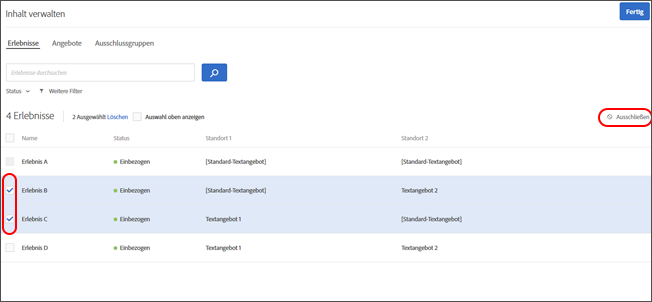 Inhalt verwalten
Fertig
Erlebnisse Angebote Ausschlussgruppen
Erlebnisse durchsuchen
Status Weitere Filter
4 Erlebnisse 2 Ausgewählt Löschen Auswahl oben anzeigen Ausschließen
Name Status Standort 1 Standort 2
Erlebnis A Einbezogen [Standard-Textangebot] [Standard-Textangebot]
Erlebnis B Einbezogen [Standard-Textangebot] Textangebot 2
Erlebnis C Einbezogen Textangebot 1 [Standard-Textangebot]
Erlebnis D Einbezogen Textangebot 1 Textangebot 2